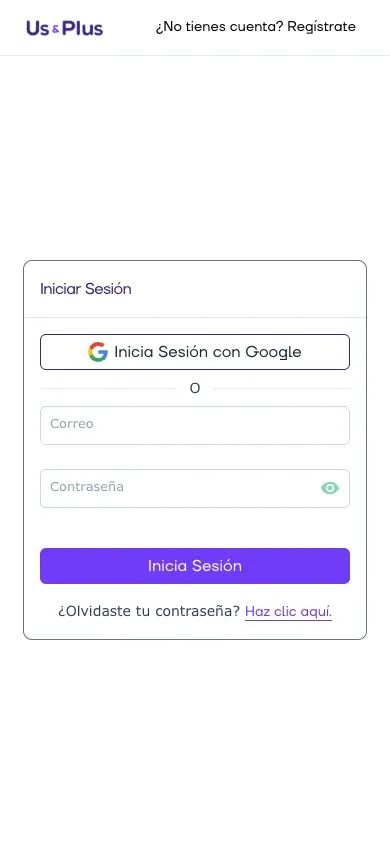 Us & Plus
¿No tienes cuenta? Regístrate
Iniciar Sesión
Inicia Sesión con Google
O
Correo
Contraseña
Inicia Sesión
¿Olvidaste tu contraseña? Haz clic aquí.